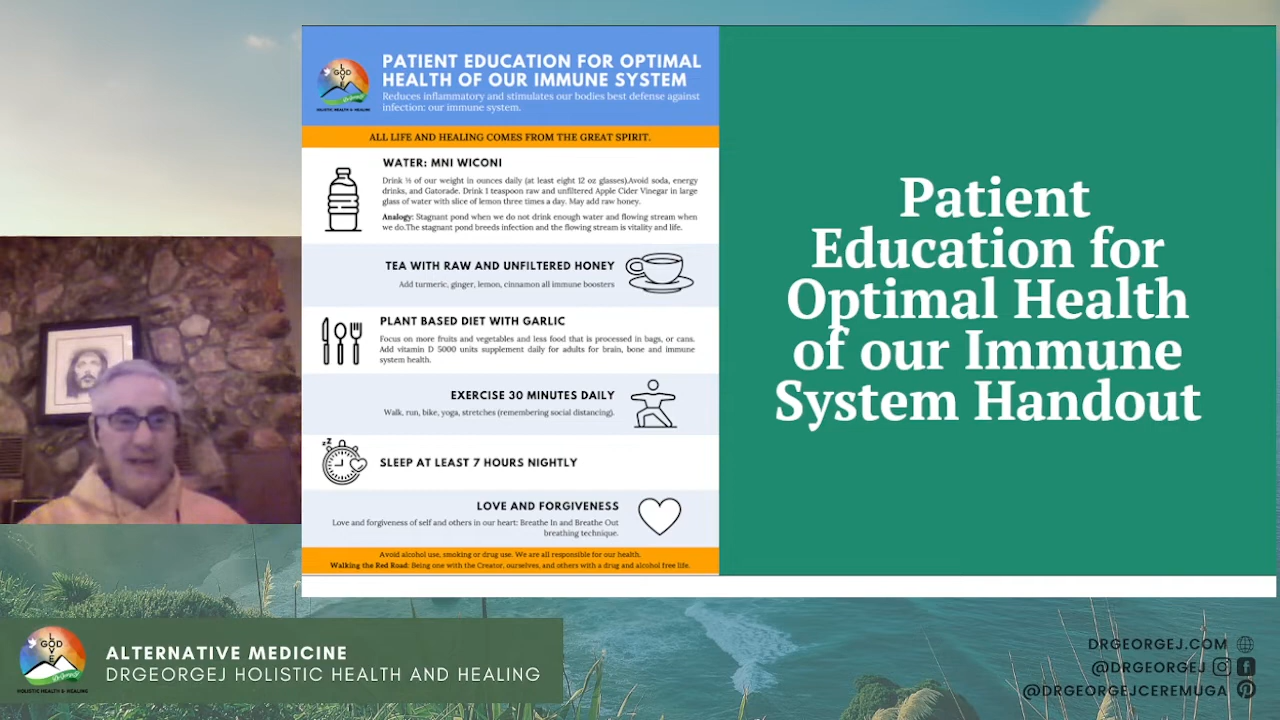 PATIENT EDUCATION FOR OPTIMAL
HEALTH OF OUR IMMUNE SYSTEM
Reduces inflammatory and stimulates our bodies best defense against
infection; our immune system.
L
GOD
V
E
HOLISTIC HEALTH & HEALING
ALL LIFE AND HEALING COMES FROM THE GREAT SPIRIT.
WATER: MNI WICONI
Drink ½ of our weight in ounces daily (at least eight 12 oz glasses).Avoid soda, energy
drinks, and Gatorade. Drink 1 teaspoon raw and unfiltered Apple Cider Vinegar in large
glass of water with slice of lemon three times a day. May add raw honey.
Analogy: Stagnant pond when we do not drink enough water and flowing stream when
we do.The stagnant pond breeds infection and the flowing stream is vitality and life.
TEA WITH RAW AND UNFILTERED HONEY
Add turmeric, ginger, lemon, cinnamon all immune boosters
PLANT BASED DIET WITH GARLIC
Focus on more fruits and vegetables and less food that is processed in bags, or cans.
Add vitamin D 5000 units supplement daily for adults for brain, bone and immune
system health.
EXERCISE 30 MINUTES DAILY
Walk, run, bike, yoga, stretches (remembering social distancing).
zZ
SLEEP AT LEAST 7 HOURS NIGHTLY
LOVE AND FORGIVENESS
Love and forgiveness of self and others in our heart: Breathe In and Breathe Out
breathing technique.
Avoid alcohol use, smoking or drug use. We are all responsible for our health.
Walking the Red Road: Being one with the Creator, ourselves, and others with a drug and alcohol free life.
Patient
Education for
Optimal Health
of our Immune
System Handout
L
GOD
V
E
HOLISTIC HEALTH & HEALING
ALTERNATIVE MEDICINE
DRGEORGEJ HOLISTIC HEALTH AND HEALING
DRGEORGEJ.COM
@DRGEORGEJ
@DRGEORGEJCEREMUGA